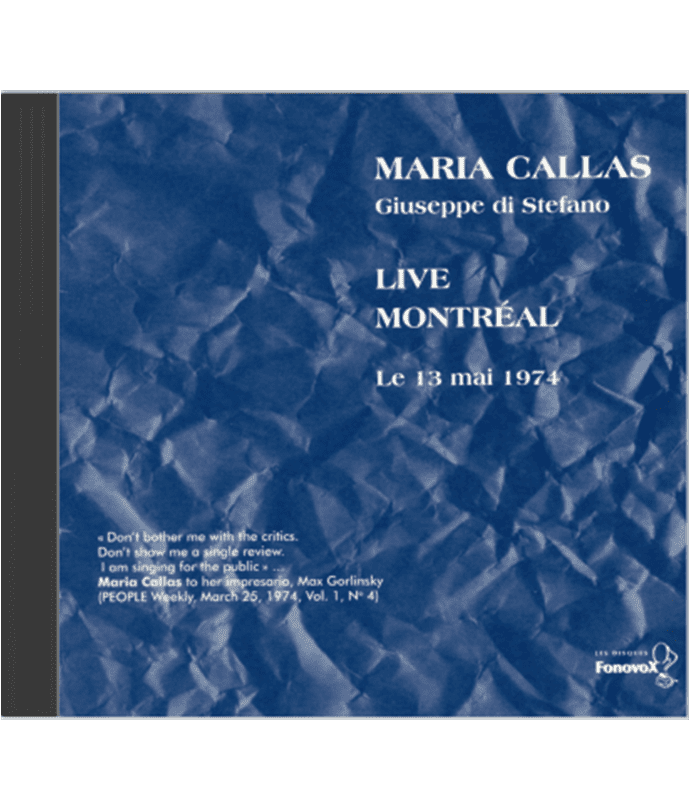 MARIA CALLAS
Giuseppe di Stefano
LIVE
MONTRÉAL
Le 13 mai 1974
« Don't bother me with the critics.
Don't show me a single review.
I am singing for the public » ...
Maria Callas to her impresario, Max Gorlinsky
(PEOPLE Weekly, March 25, 1974, Vol. 1, Nº 4)
LES DISQUES
FonovoX